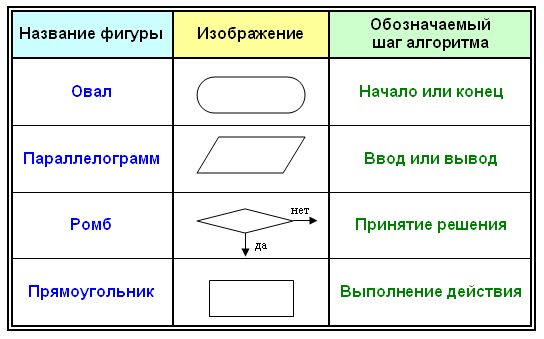 Название фигуры
Изображение
Обозначаемый
шаг алгоритма
Овал
Начало или конец
Параллелограмм
Ввод или вывод
Ромб
нет
да
Принятие решения
Прямоугольник
Выполнение действия